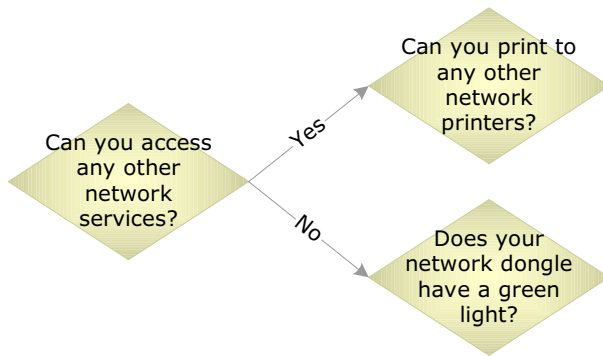 Can you access
any other
network
services?
Yes
Can you print to
any other
network
printers?
No
Does your
network dongle
have a green
light?